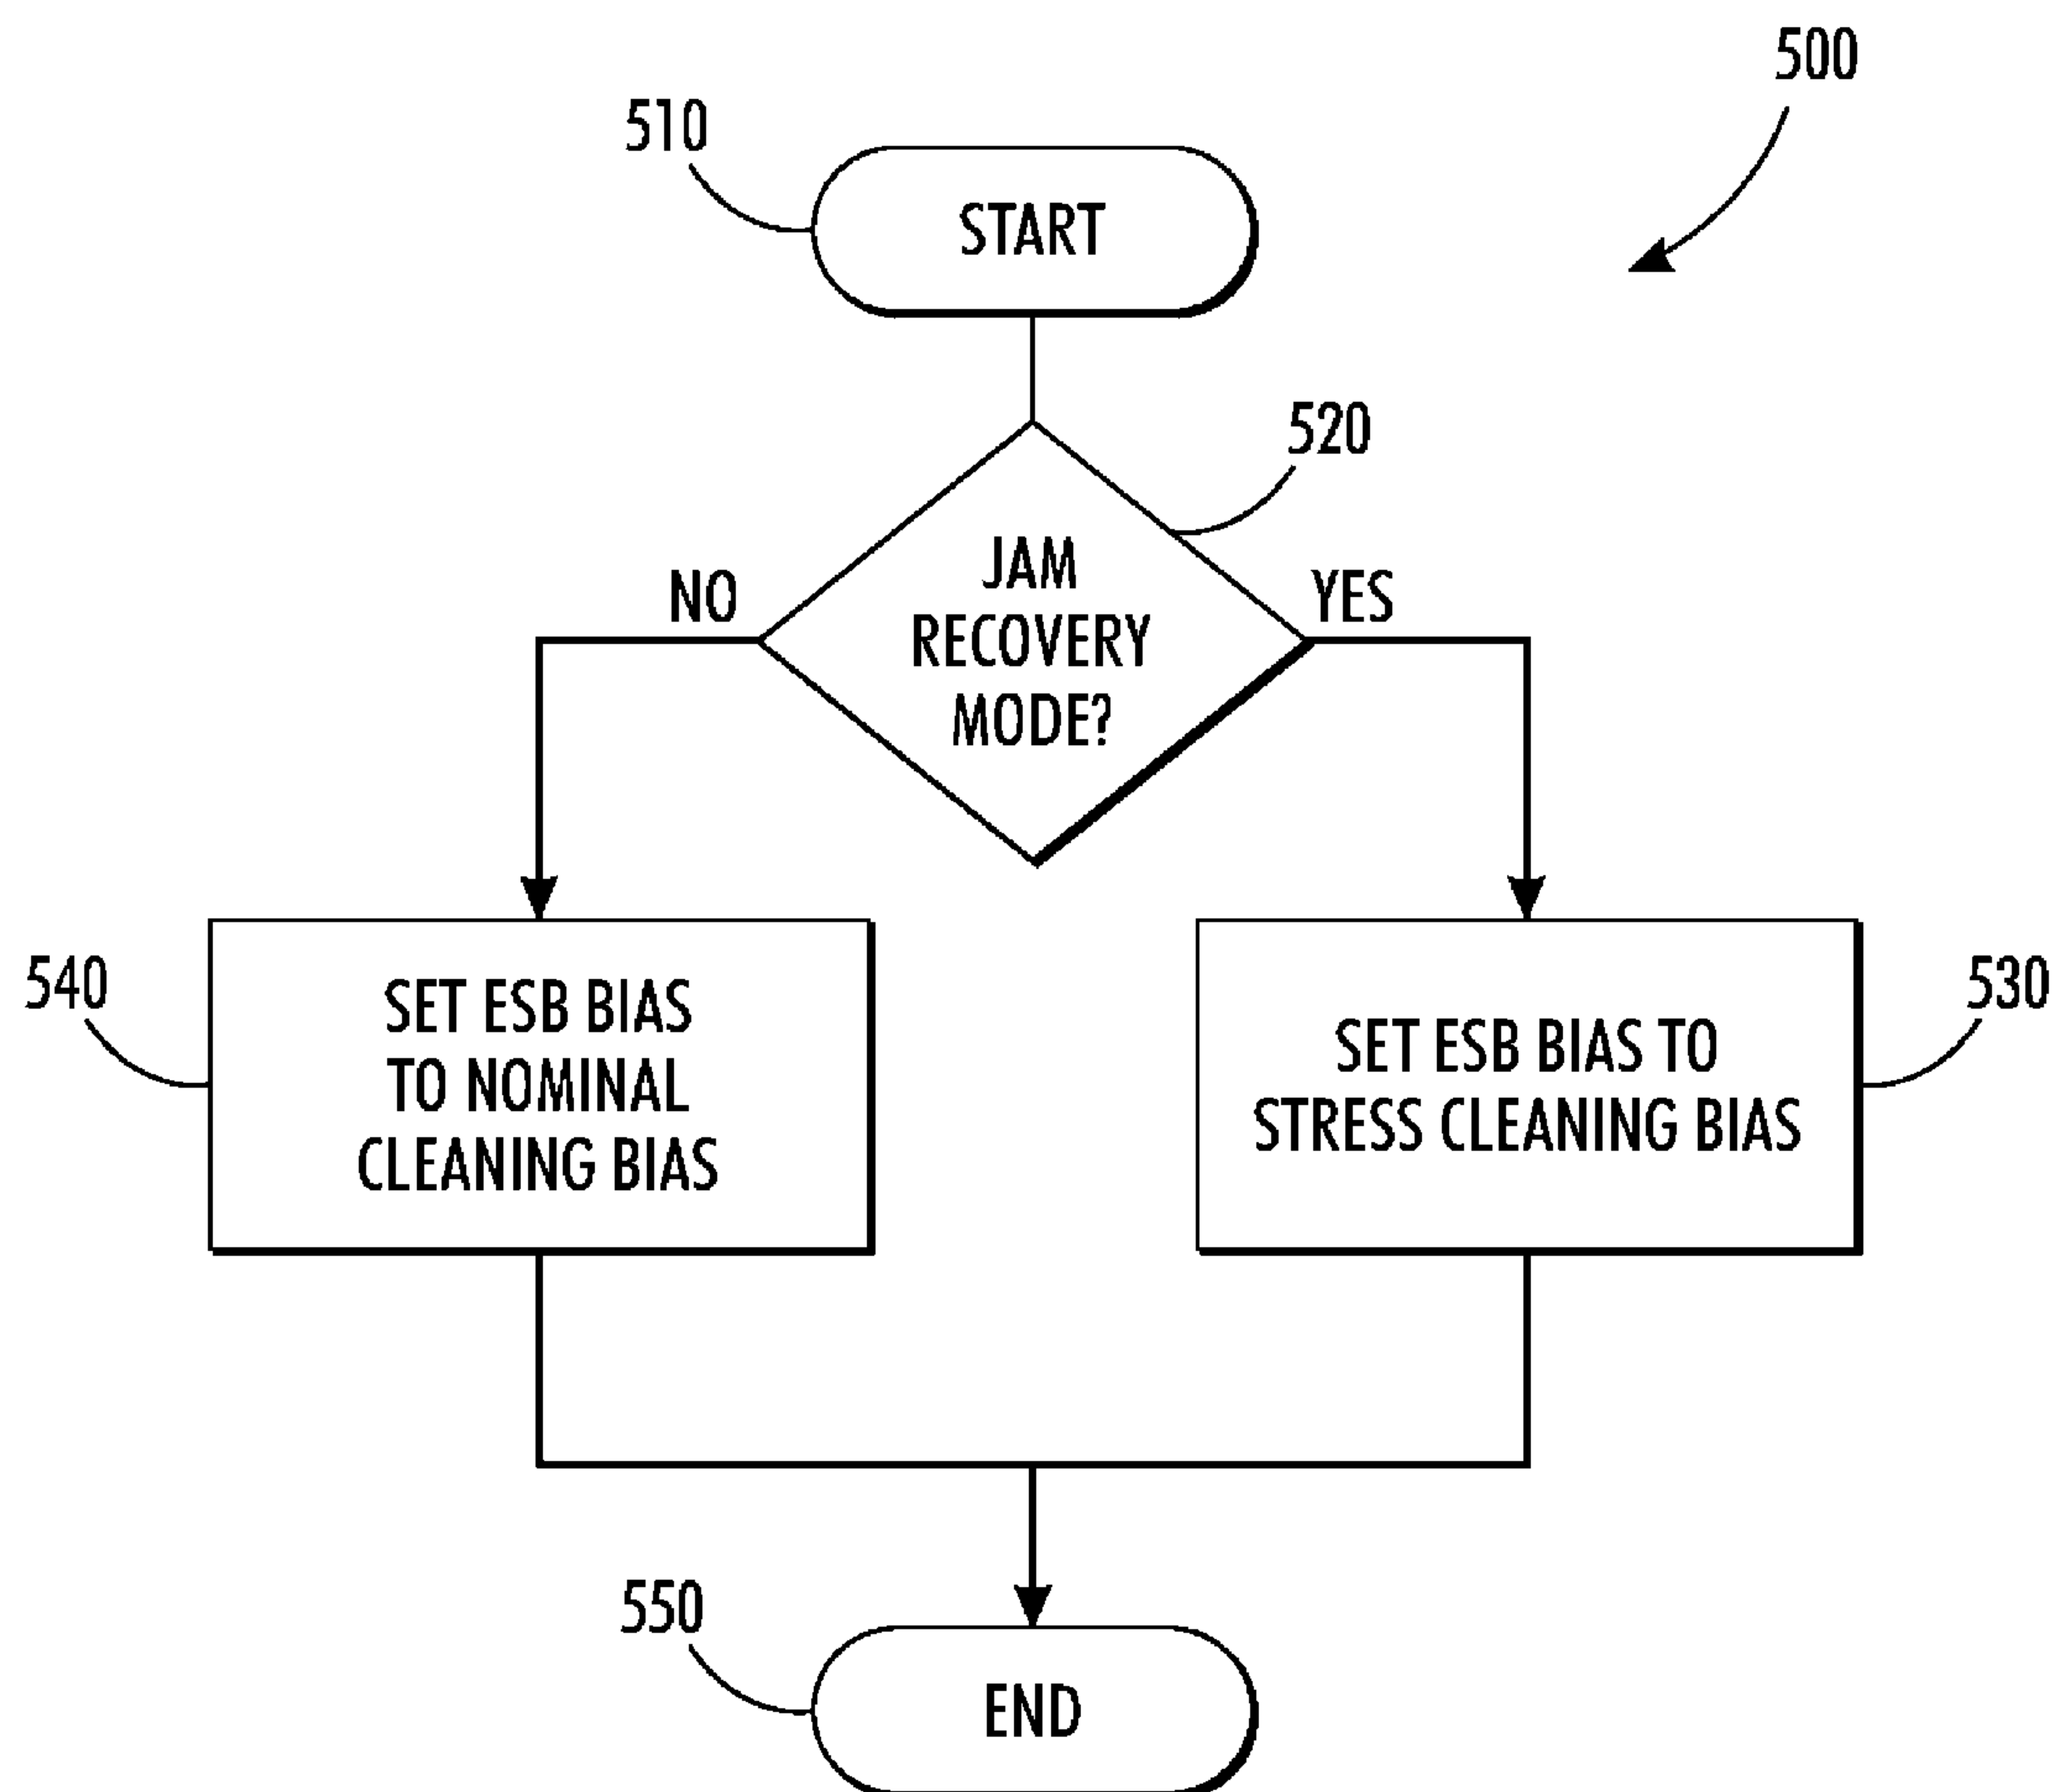 500
510
START
520
JAM
RECOVERY
MODE?
NO
YES
540
SET ESB BIAS
TO NOMINAL
CLEANING BIAS
530
SET ESB BIAS TO
STRESS CLEANING BIAS
550
END